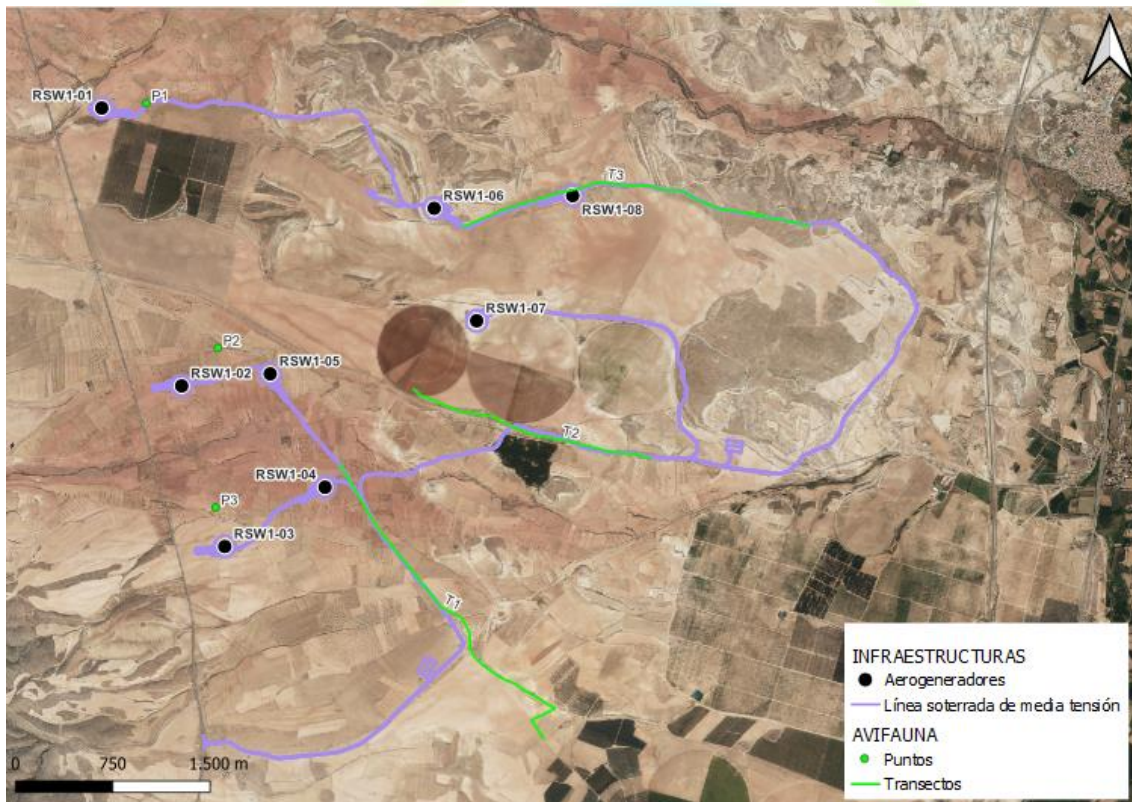 RSW1-01
P1
RSW1-06
T3
RSW1-08
RSW1-07
P2
RSW1-05
RSW1-02
T2
RSW1-04
P3
RSW1-03
T1
INFRAESTRUCTURAS
Aerogeneradores
Línea soterrada de media tensión
AVIFAUNA
Puntos
Transectos
0 750 1.500 m